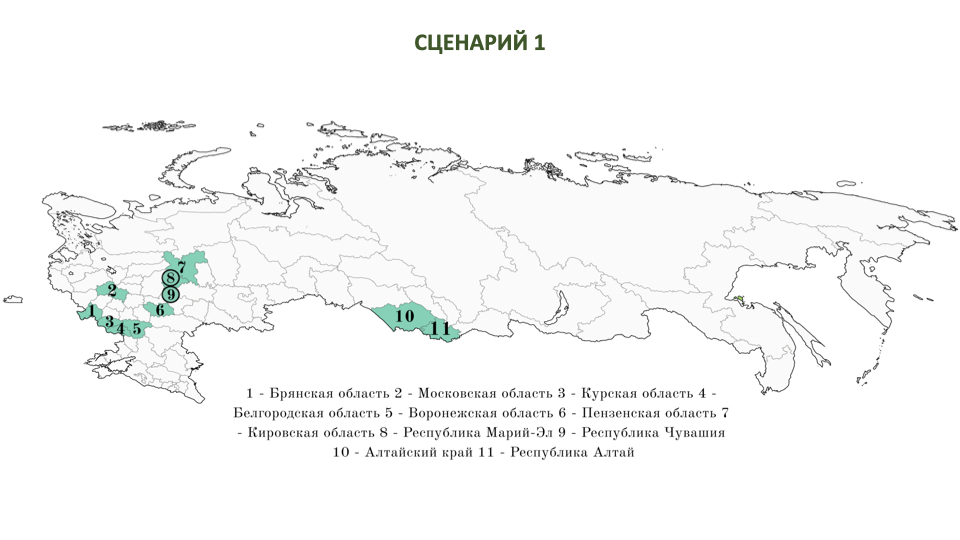 СЦЕНАРИЙ 1
7
8
9
2
6
1
3
4
5
10
11
1 - Брянская область 2 - Московская область 3 - Курская область 4 -
Белгородская область 5 - Воронежская область 6 - Пензенская область 7
- Кировская область 8 - Республика Марий-Эл 9 - Республика Чувашия
10 - Алтайский край 11 - Республика Алтай